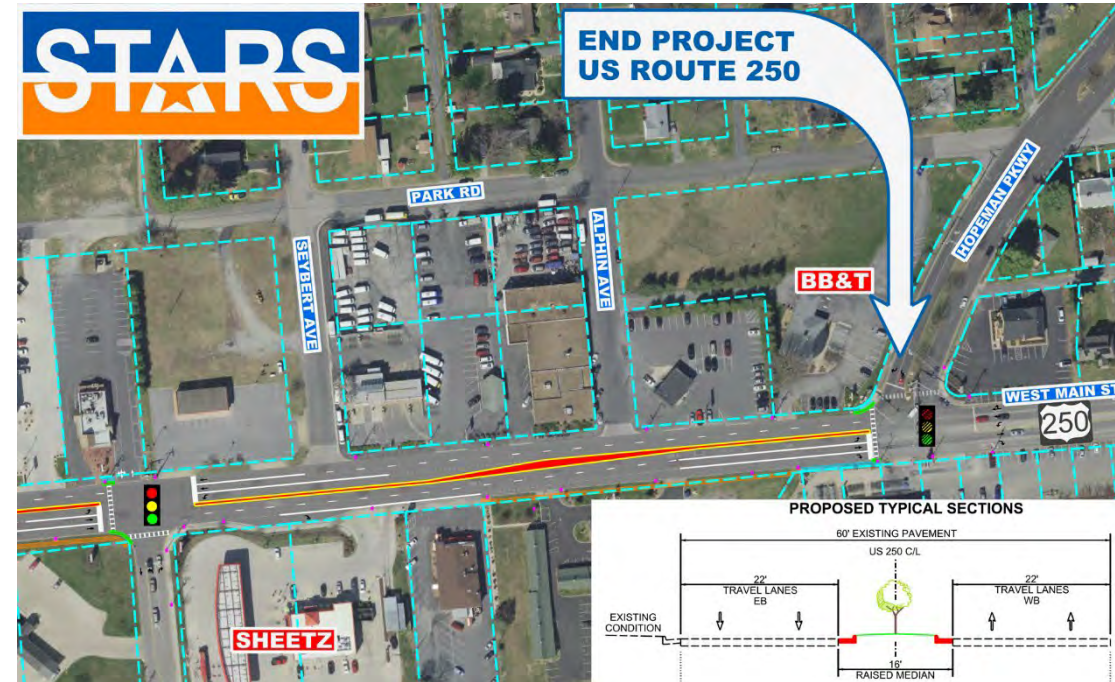 STARS
END PROJECT
US ROUTE 250
PARK RD
SEYBERT AVE
ALPHIN AVE
HOPEMAN PKWY
BB&T
WEST MAIN ST
250
SHEETZ
PROPOSED TYPICAL SECTIONS
60' EXISTING PAVEMENT
US 250 C/L
22'
TRAVEL LANES
EB
22'
TRAVEL LANES
WB
EXISTING
CONDITION
16'
RAISED MEDIAN